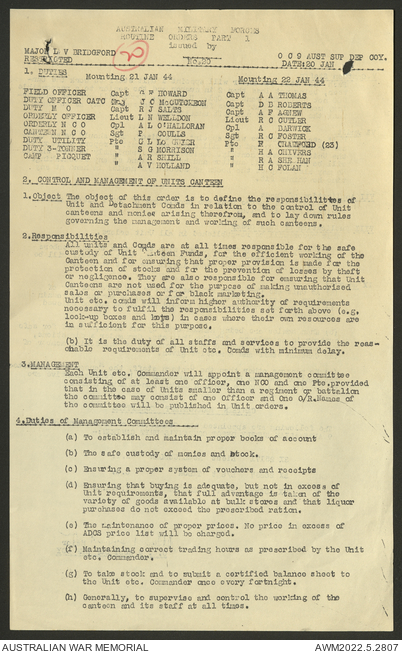 AUSTRALIAN MILITARY FORCES
ROUTINE ORDERS PART 1
issued by
MAJOR L V BRIDGFORD O C 9 AUST SUP DEP COY.
RESTRICTED No.20 DATE:20 JAN
1. DUTIES
Mounting 21 JAN 44 Mounting 22 JAN 44
FIELD OFFICER Capt HOWARD Capt A A THOMAS
DUTY OFFICER CATC J C McCUTCHEON Capt D D ROBERTS
DUTY M O Capt R J SALTS Capt A F AGNEW
ORDERLY OFFICER Lieut L N WELLDON Lieut R C CUTLER
ORDERLY N C O Cpl A L O'HALLORAN Cpl A DARWICK
CANTEEN N C O Sgt F COULLS Sgt R C FOSTER
DUTY UTILITY Pte Pte F CRAWFORD (23)
DUTY 3-TONNER " S G MORRISON " H A CHIVERS
CAMP PICQUET " A R SHILL " R A SHEEHAN
" A V HOLLAND " H C FOLAN
2. CONTROL AND MANAGEMENT OF UNITS CANTEEN
1. Object The object of this order is to define the responsibilities of
Unit and Detachment Comds in relation to the control of Unit
canteens and monies arising therefrom, and to lay down rules
governing the management and working of such canteens.
2. Responsibilities
All units and Comds are at all times responsible for the safe
custody of Unit Canteen Funds, for the efficient working of the
Canteen and for ensuring that proper provision is made for the
protection of stocks and for the prevention of losses by theft
or negligence. They are also responsible for ensuring that Unit
Canteens are not used for the purpose of making unauthorised
sales or purchases or for black marketing.
Unit etc. comds will inform higher authority of requirements
necessary to fulfil the responsibilities set forth above (e.g.
lock-up boxes and huts) in cases where their own resources are
in sufficient for this purpose.
(b) It is the duty of all staffs and services to provide the reas-
onable requirements of Unit etc. Comds with minimum delay.
3. MANAGEMENT
Each Unit etc. Commander will appoint a management committee
consisting of at least one officer, one NCO and one Pte. provided
that in the case of Units smaller than a regiment or battalion
the committee may consist of one Officer and One O/R. Names of
the committee will be published in Unit orders.
4. Duties of Management Committees
(a) To establish and maintain proper books of account
(b) The safe custody of monies and stock.
(c) Ensuring a proper system of vouchers and receipts
(d) Ensuring that buying is adequate, but not in excess of
Unit requirements, that full advantage is taken of the
variety of goods available at bulk stores and that liquor
purchases do not exceed the prescribed ration.
(e) The maintenance of proper prices. No price in excess of
ADCS price list will be charged.
(f) Maintaining correct trading hours as prescribed by the Unit
etc. Commander.
(g) To take stock and to submit a certified balance sheet to
the Unit etc. Commander once every fortnight.
(h) Generally, to supervise and control the working of the
canteen and its staff at all times.
AUSTRALIAN WAR MEMORIAL AWM2022.5.2807